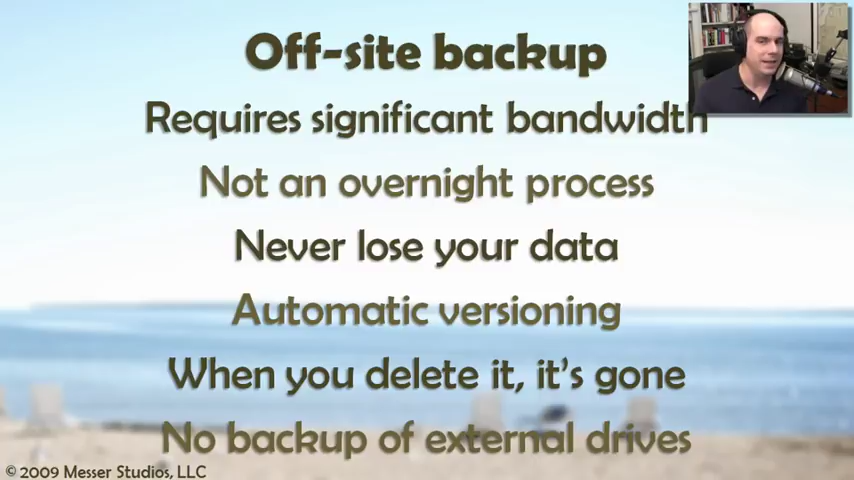 Off-site backup
Requires significant bandwidth
Not an overnight process
Never lose your data
Automatic versioning
When you delete it, it's gone
No backup of external drives
© 2009 Messer Studios, LLC